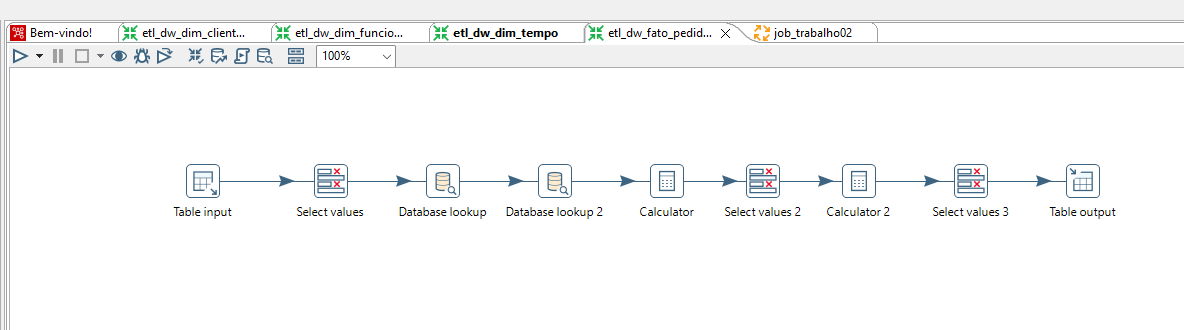 Bem-vindo! etl_dw_dim_client... etl_dw_dim_funcio... etl_dw_dim_tempo etl_dw_fato_pedid... job_trabalho02
100%
Table input Select values Database lookup Database lookup 2 Calculator Select values 2 Calculator 2 Select values 3 Table output